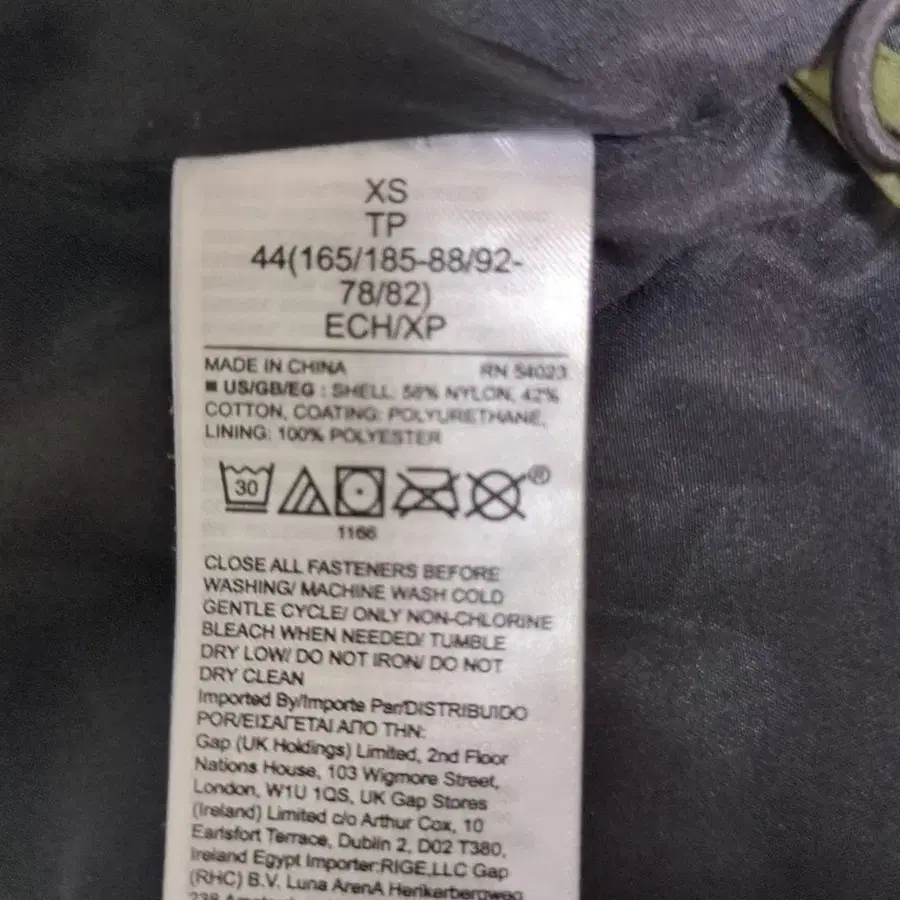 XS
TP
44(165/185-88/92-
78/82)
ECH/XP
MADE IN CHINA RN 54023
■ US/GB/EG : SHELL: 58% NYLON, 42%
COTTON, COATING: POLYURETHANE,
LINING: 100% POLYESTER
30 ®
1166
CLOSE ALL FASTENERS BEFORE
WASHING/ MACHINE WASH COLD
GENTLE CYCLE/ ONLY NON-CHLORINE
BLEACH WHEN NEEDED/ TUMBLE
DRY LOW/ DO NOT IRON/ DO NOT
DRY CLEAN
Imported By/Importe Par/DISTRIBUIDO
POR/ΕΙΣΑΓΕΤΑΙ ΑΠΟ ΤΗΝ:
Gap (UK Holdings) Limited, 2nd Floor
Nations House, 103 Wigmore Street,
London, W1U 1QS, UK Gap Stores
(Ireland) Limited c/o Arthur Cox, 10
Earlsfort Terrace, Dublin 2, D02 T380,
Ireland Egypt Importer:RIGE,LLC Gap
(RHC) B.V. Luna ArenA Herikerbergweg